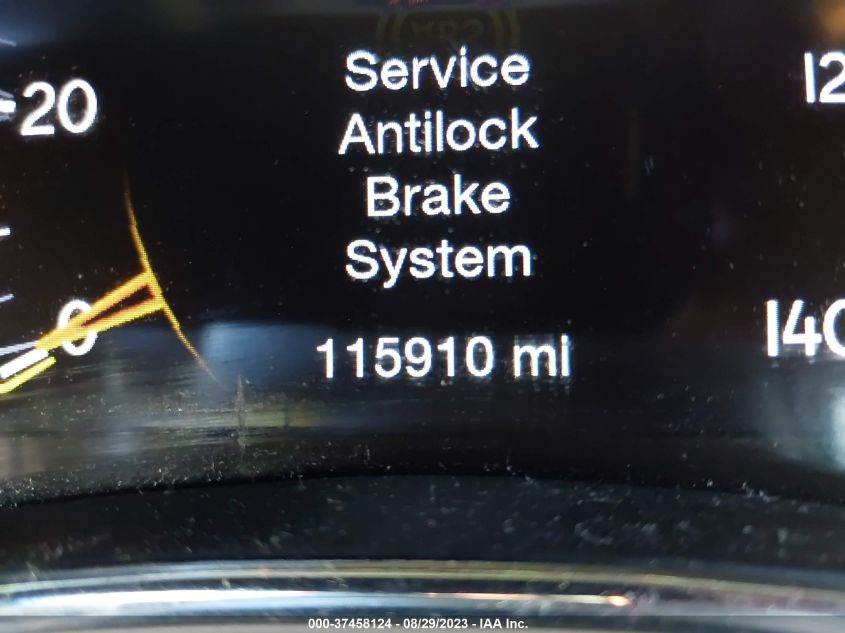 Service
20
12
Antilock
Brake
System
0
140
115910 mi
000-37458124 - 08/29/2023 - IAA Inc.